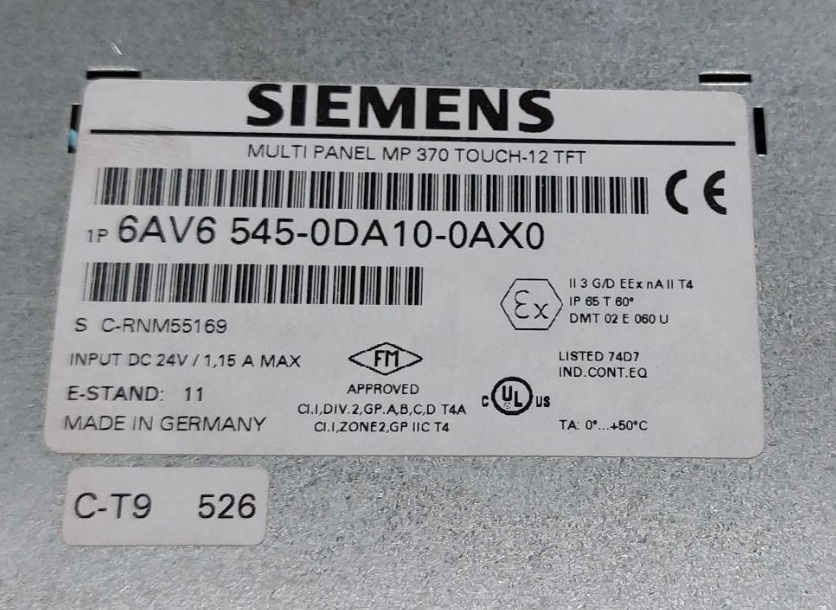 SIEMENS
MULTI PANEL MP 370 TOUCH-12 TFT
CE
1P 6AV6 545-0DA10-0AX0
S C-RNM55169
Ex
II 3 G/D EEx nA II T4
IP 65 T 60°
DMT 02 E 060 U
INPUT DC 24V / 1,15 A MAX
FM
APPROVED
CI.I,DIV.2,GP.A,B,C,D T4A
CI.I,ZONE2,GP IIC T4
LISTED 74D7
IND.CONT.EQ
C UL US
E-STAND: 11
MADE IN GERMANY
TA: 0°...+50°C
C-T9 526